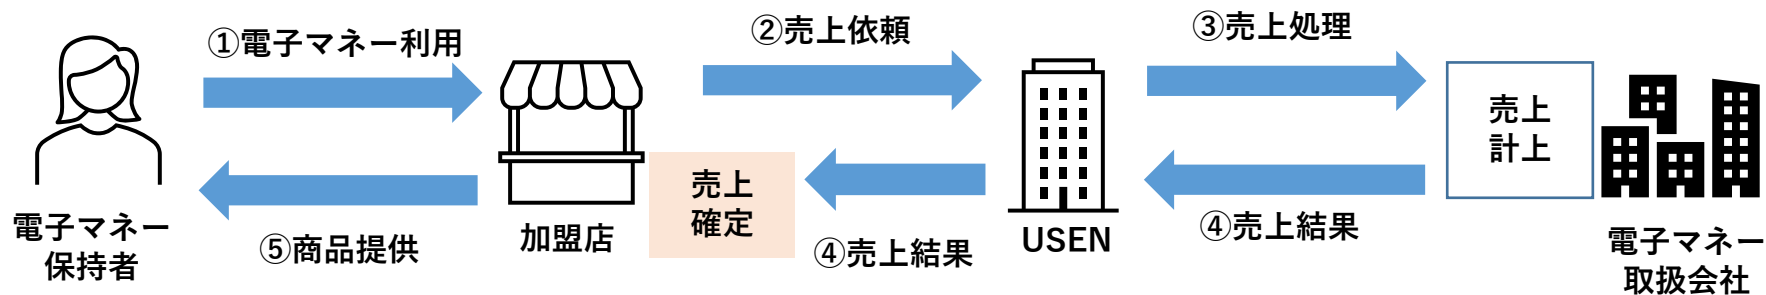 ①電子マネー利用
②売上依頼
③売上処理
売上
計上
売上
確定
電子マネー
保持者
⑤商品提供
加盟店
④売上結果
USEN
④売上結果
電子マネー
取扱会社